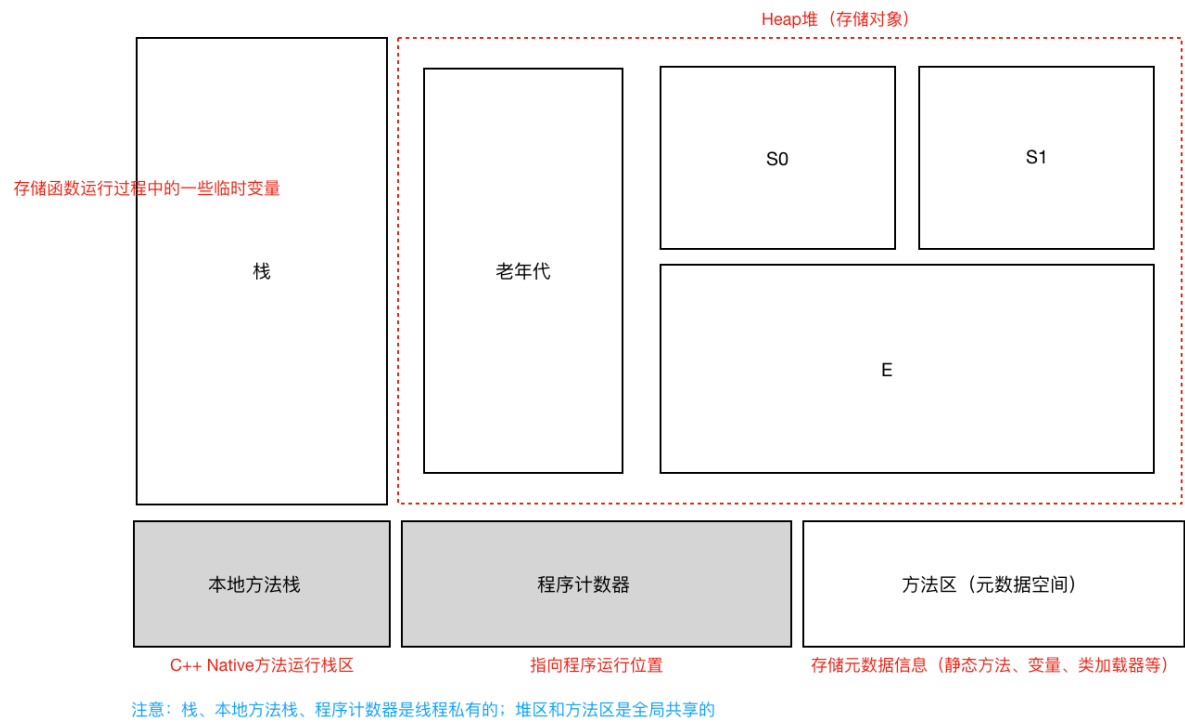 Heap堆（存储对象）
S0
S1
存储函数运行过程中的一些临时变量
栈
老年代
E
本地方法栈
程序计数器
方法区（元数据空间）
C++ Native方法运行栈区
指向程序运行位置
存储元数据信息（静态方法、变量、类加载器等）
注意：栈、本地方法栈、程序计数器是线程私有的；堆区和方法区是全局共享的